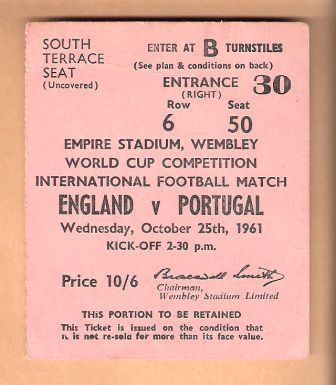 SOUTH TERRACE SEAT (Uncovered)
ENTER AT B TURNSTILES
(See plan & conditions on back)
ENTRANCE 30
(RIGHT)
Row Seat
6 50
EMPIRE STADIUM, WEMBLEY
WORLD CUP COMPETITION
INTERNATIONAL FOOTBALL MATCH
ENGLAND v PORTUGAL
Wednesday, October 25th, 1961
KICK-OFF 2-30 p.m.
Price 10/6
Bracewell Smith
Chairman,
Wembley Stadium Limited
THIS PORTION TO BE RETAINED
This Ticket is issued on the condition that
it is not re-sold for more than its face value.